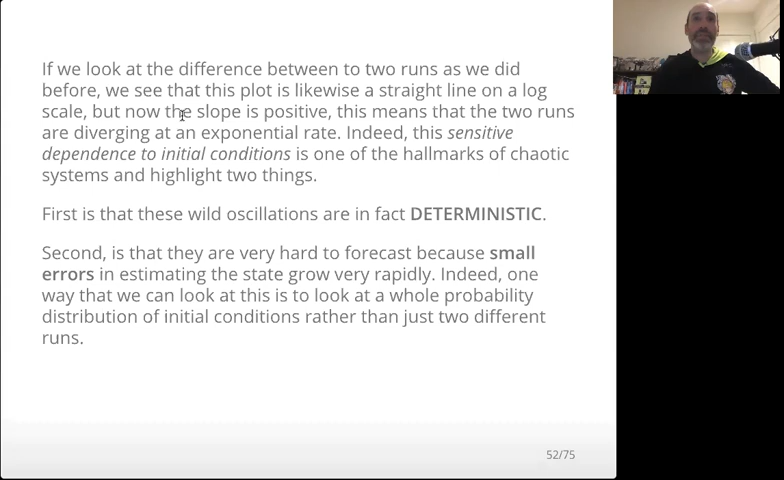 If we look at the difference between to two runs as we did
before, we see that this plot is likewise a straight line on a log
scale, but now the slope is positive, this means that the two runs
are diverging at an exponential rate. Indeed, this sensitive
dependence to initial conditions is one of the hallmarks of chaotic
systems and highlight two things.
First is that these wild oscillations are in fact DETERMINISTIC.
Second, is that they are very hard to forecast because small
errors in estimating the state grow very rapidly. Indeed, one
way that we can look at this is to look at a whole probability
distribution of initial conditions rather than just two different
runs.
52/75